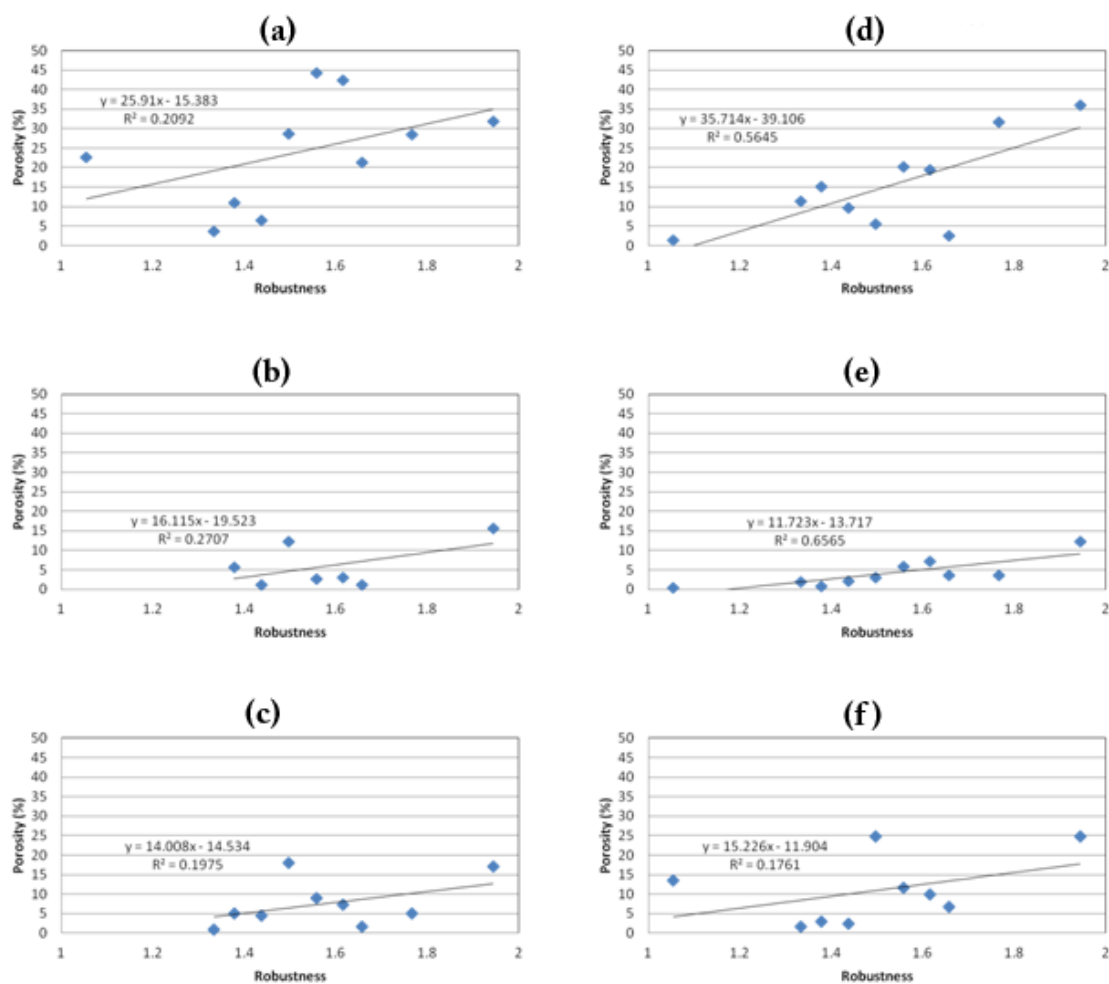 (a)
50
45
40
35
30
25
20
15
10
5
0
Porosity (%)
y = 25.91x - 15.383
R² = 0.2092
1 1.2 1.4 1.6 1.8 2
Robustness
(d)
50
45
40
35
30
25
20
15
10
5
0
Porosity (%)
y = 35.714x - 39.106
R² = 0.5645
1 1.2 1.4 1.6 1.8 2
Robustness
(b)
50
45
40
35
30
25
20
15
10
5
0
Porosity (%)
y = 16.115x - 19.523
R² = 0.2707
1 1.2 1.4 1.6 1.8 2
Robustness
(e)
50
45
40
35
30
25
20
15
10
5
0
Porosity (%)
y = 11.723x - 13.717
R² = 0.6565
1 1.2 1.4 1.6 1.8 2
Robustness
(c)
50
45
40
35
30
25
20
15
10
5
0
Porosity (%)
y = 14.008x - 14.534
R² = 0.1975
1 1.2 1.4 1.6 1.8 2
Robustness
(f)
50
45
40
35
30
25
20
15
10
5
0
Porosity (%)
y = 15.226x - 11.904
R² = 0.1761
1 1.2 1.4 1.6 1.8 2
Robustness